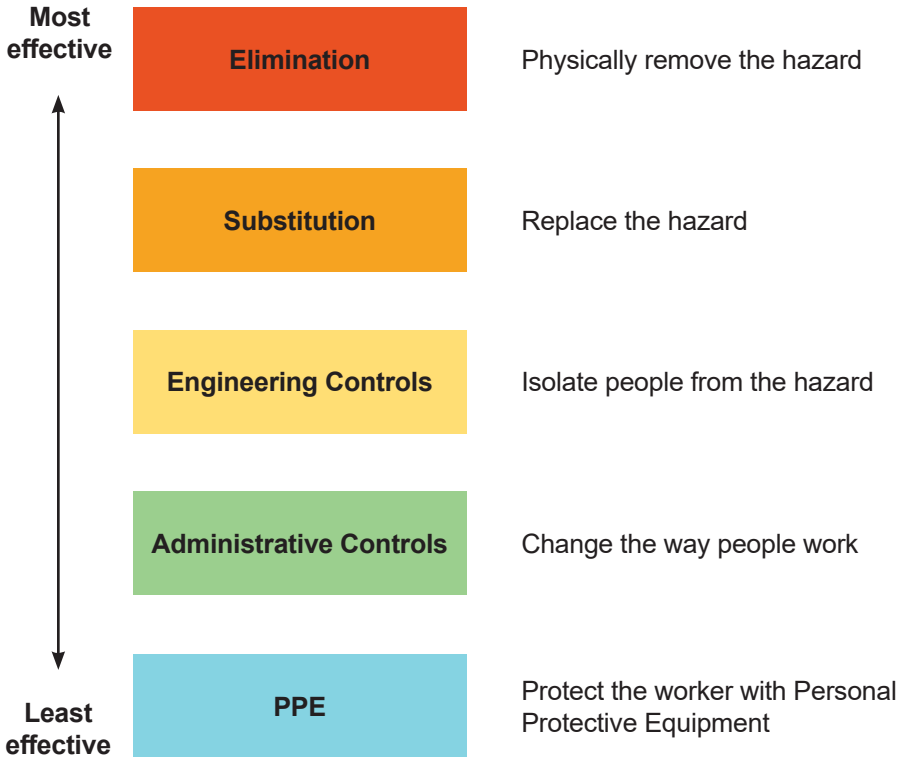 Most
effective
Elimination
Physically remove the hazard
Substitution
Replace the hazard
Engineering Controls
Isolate people from the hazard
Administrative Controls
Change the way people work
PPE
Protect the worker with Personal
Protective Equipment
Least
effective